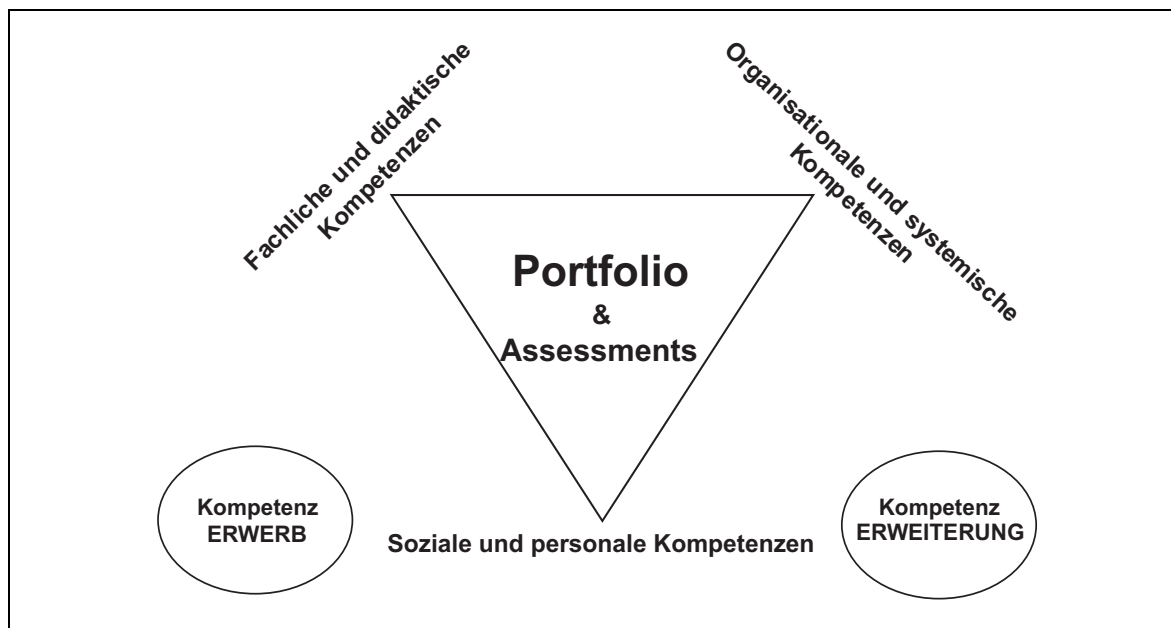 Fachliche und didaktische
Kompetenzen
Organisationale und systemische
Kompetenzen
Portfolio
&
Assessments
Kompetenz
ERWERB
Soziale und personale Kompetenzen
Kompetenz
ERWEITERUNG